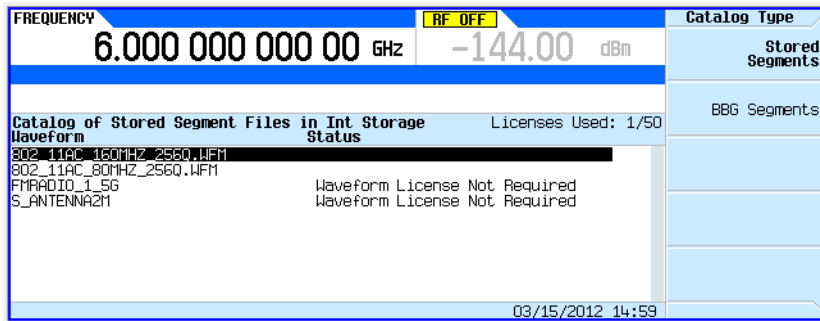 FREQUENCY
RF OFF
6.000 000 000 00 GHz
-144.00 dBm
Catalog Type
Stored
Segments
BBG Segments
Catalog of Stored Segment Files in Int Storage
Licenses Used: 1/50
Waveform Status
802_11AC_160MHZ_256Q.WFM
802_11AC_80MHZ_256Q.WFM
FMRADIO_1_5G Waveform License Not Required
S_ANTENNA2M Waveform License Not Required
03/15/2012 14:59